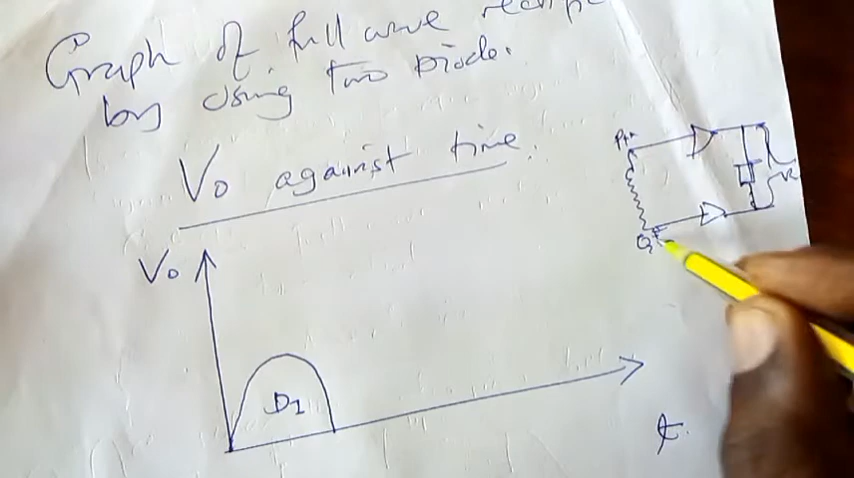 Graph of full wave
by using two Diode.
V₀ against time.
P++
V₀
D1
t